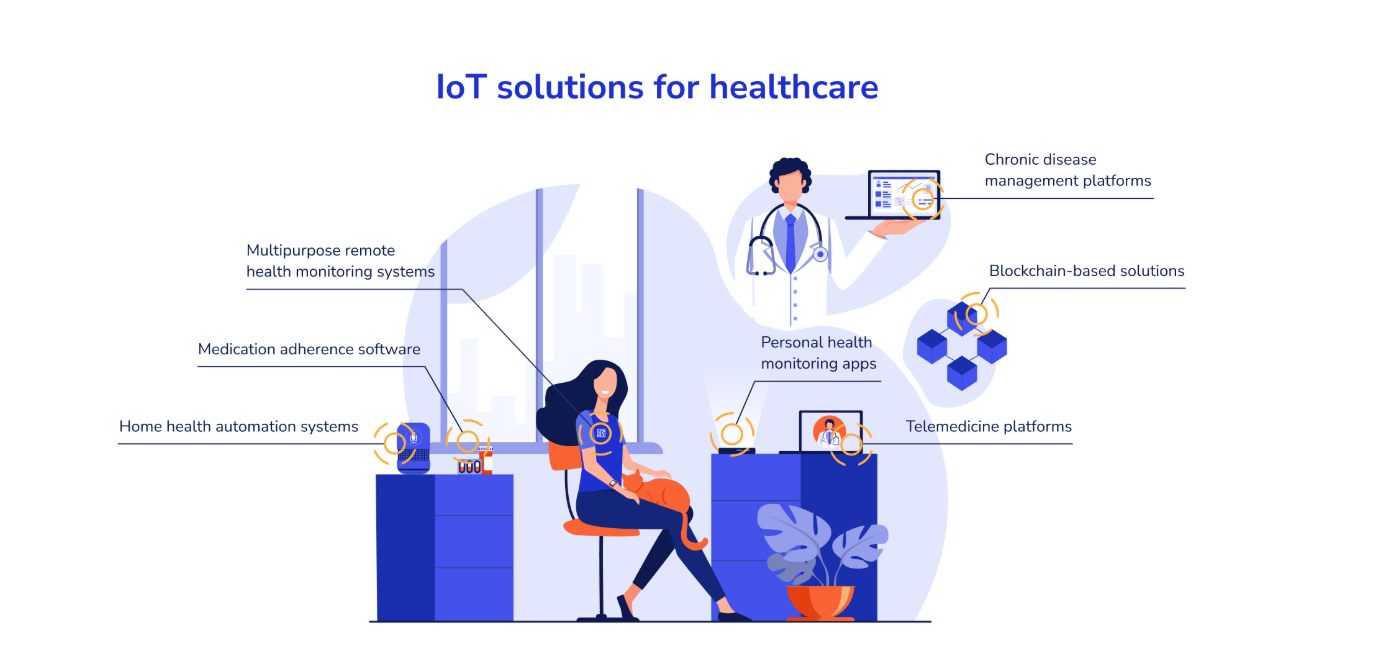 IoT solutions for healthcare
Chronic disease
management platforms
Multipurpose remote
health monitoring systems
Blockchain-based solutions
Medication adherence software
Personal health
monitoring apps
Home health automation systems
Telemedicine platforms